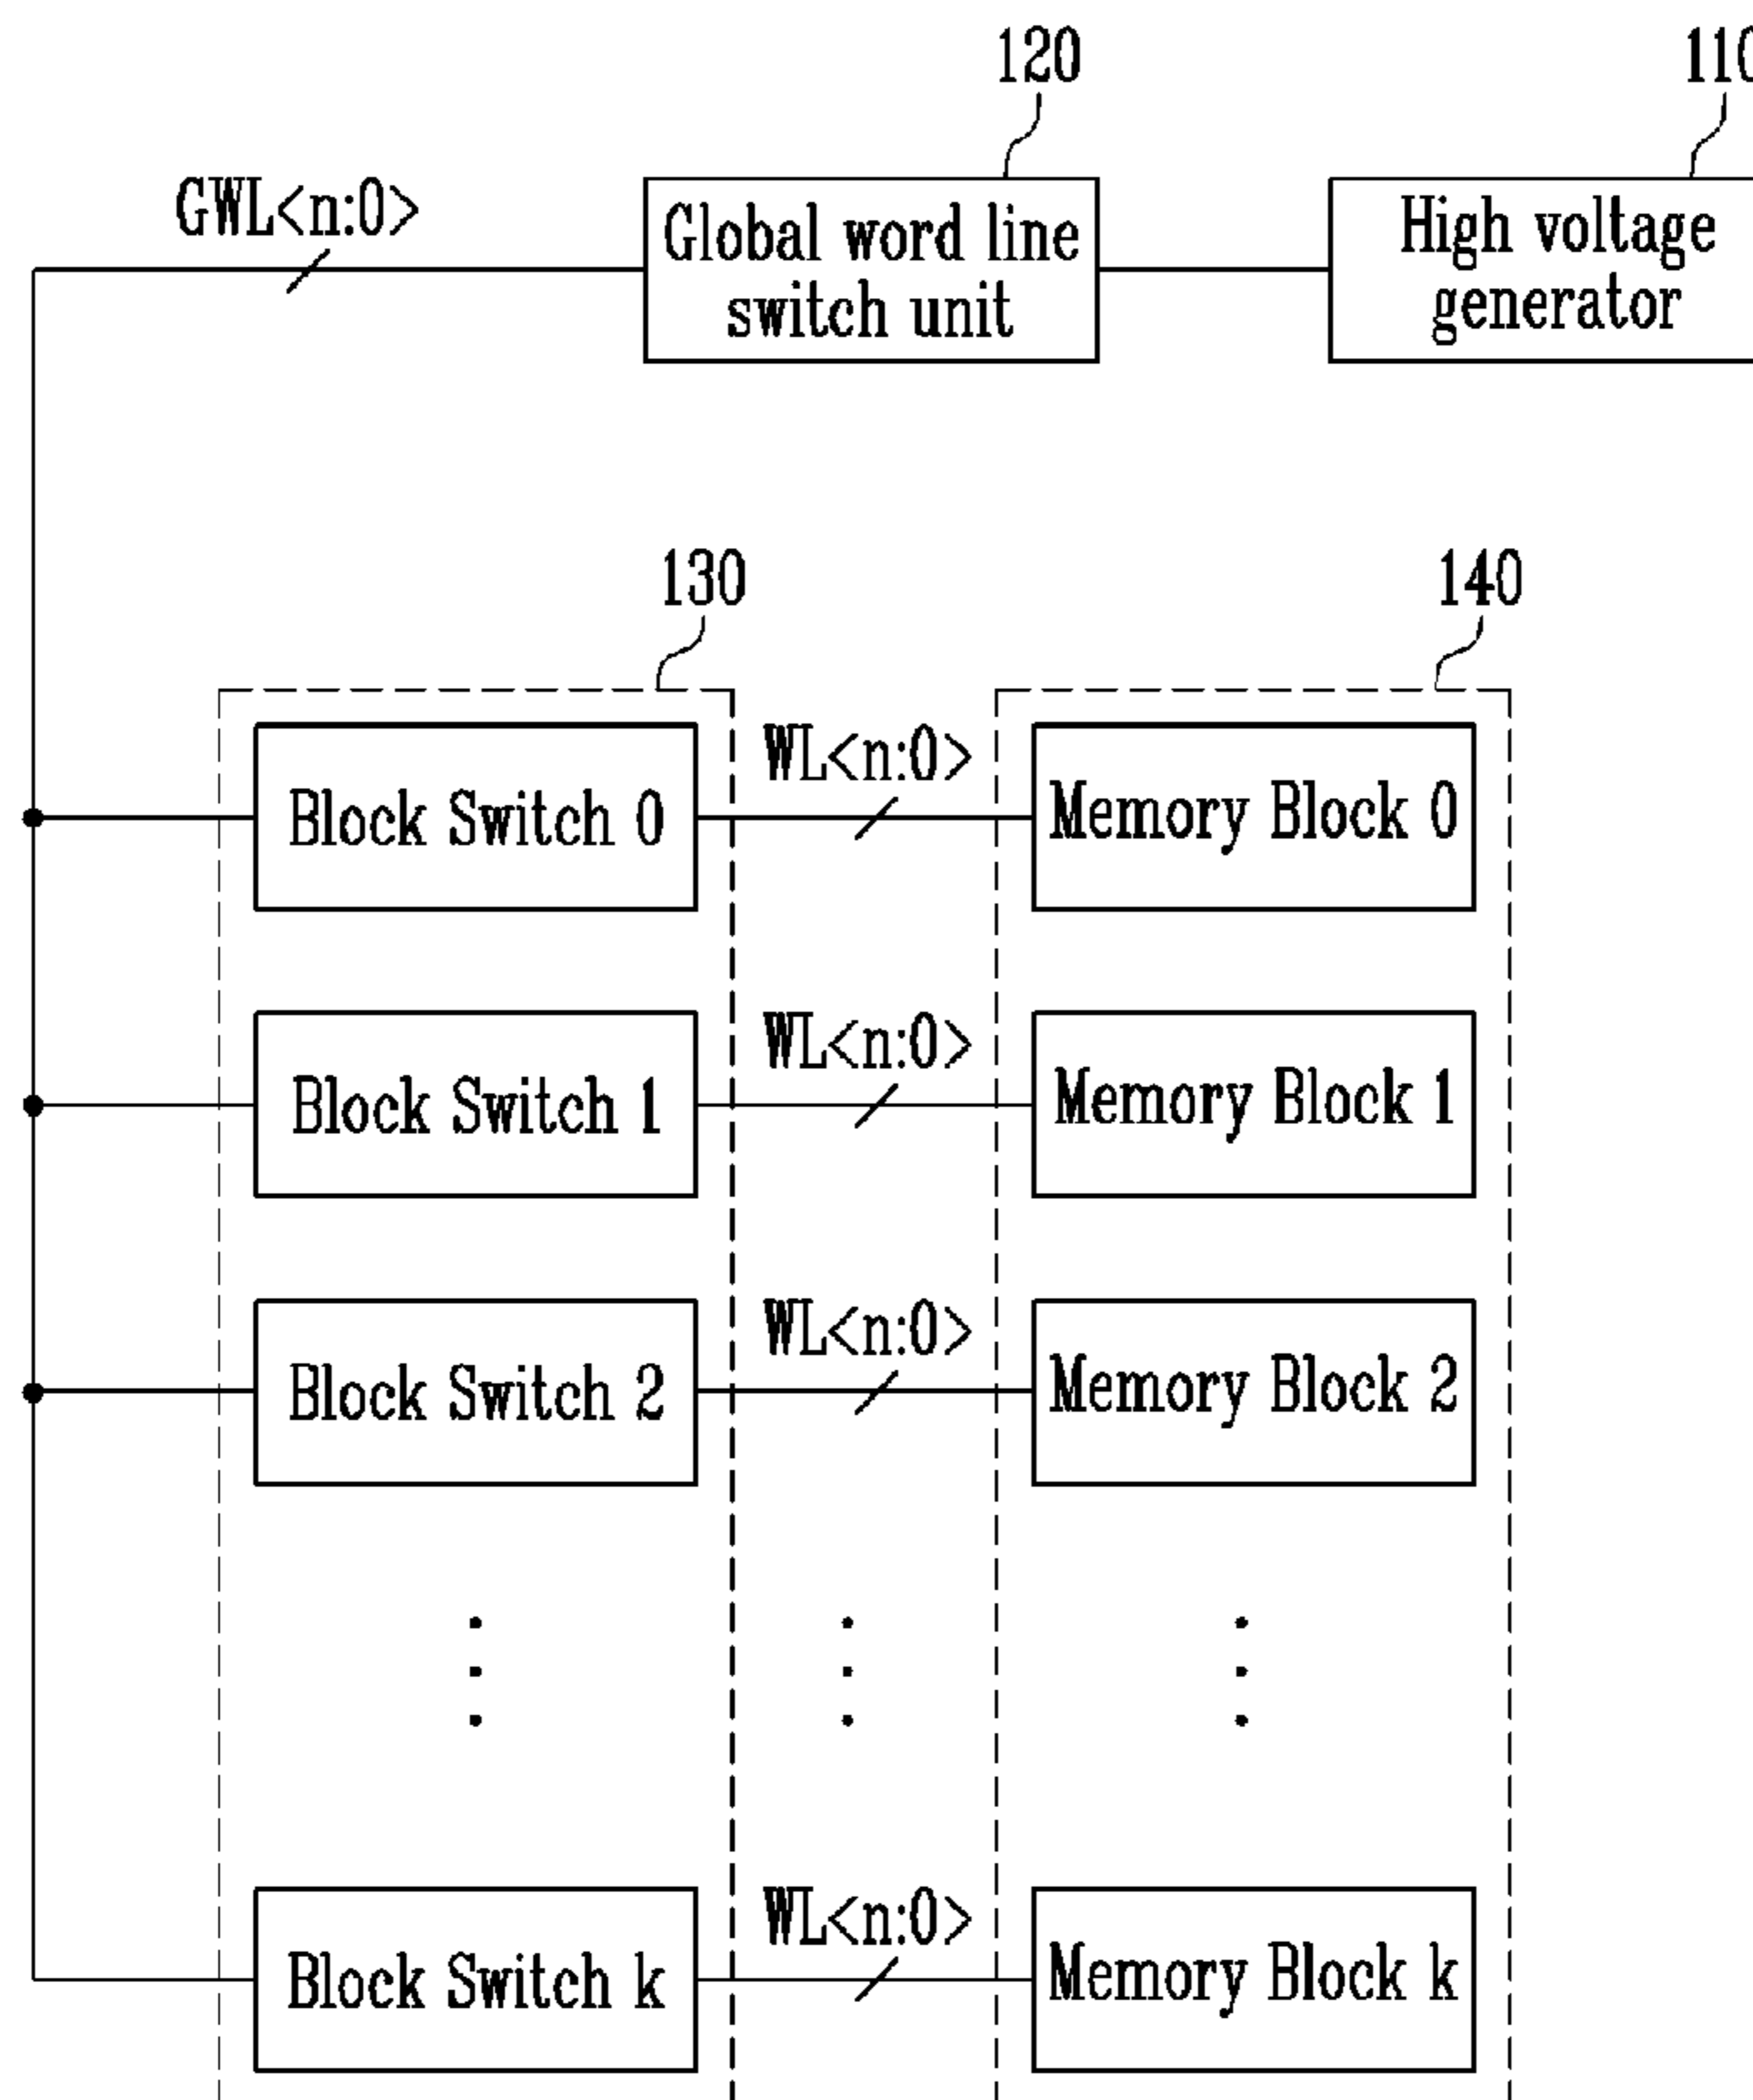 120 110
GWL<n:0>
Global word line
switch unit
High voltage
generator
130 140
Block Switch 0 WL<n:0> Memory Block 0
Block Switch 1 WL<n:0> Memory Block 1
Block Switch 2 WL<n:0> Memory Block 2
Block Switch k WL<n:0> Memory Block k